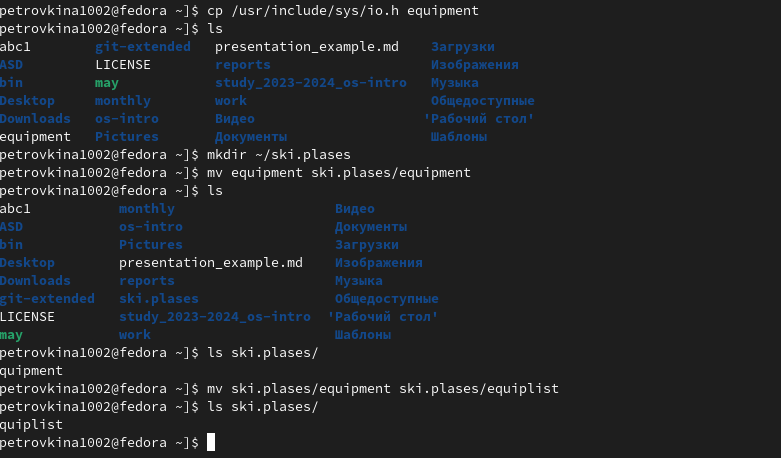 petrovkina1002@fedora ~]$ cp /usr/include/sys/io.h equipment
petrovkina1002@fedora ~]$ ls
abc1 git-extended presentation_example.md Загрузки
ASD LICENSE reports Изображения
bin may study_2023-2024_os-intro Музыка
Desktop monthly work Общедоступные
Downloads os-intro Видео 'Рабочий стол'
equipment Pictures Документы Шаблоны
petrovkina1002@fedora ~]$ mkdir ~/ski.plases
petrovkina1002@fedora ~]$ mv equipment ski.plases/equipment
petrovkina1002@fedora ~]$ ls
abc1 monthly Видео
ASD os-intro Документы
bin Pictures Загрузки
Desktop presentation_example.md Изображения
Downloads reports Музыка
git-extended ski.plases Общедоступные
LICENSE study_2023-2024_os-intro 'Рабочий стол'
may work Шаблоны
petrovkina1002@fedora ~]$ ls ski.plases/
quipment
petrovkina1002@fedora ~]$ mv ski.plases/equipment ski.plases/equiplist
petrovkina1002@fedora ~]$ ls ski.plases/
quiplist
petrovkina1002@fedora ~]$